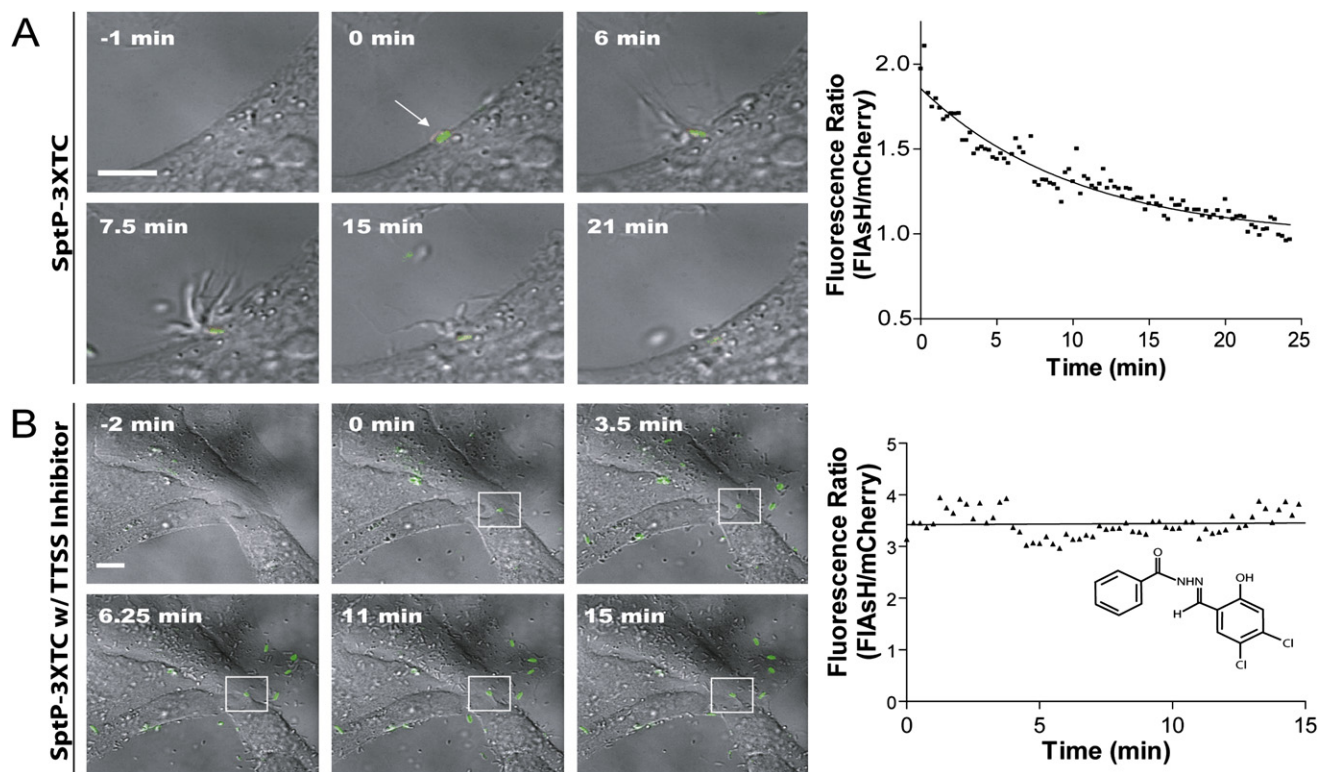 A
SptP-3XTC
-1 min
0 min
6 min
7.5 min
15 min
21 min
Fluorescence Ratio
(FlAsH/mCherry)
2.0
1.5
1.0
0.5
0
5
10
15
20
25
Time (min)
B
SptP-3XTC w/ TTSS Inhibitor
-2 min
0 min
3.5 min
6.25 min
11 min
15 min
Fluorescence Ratio
(FlAsH/mCherry)
5
4
3
2
1
0
O
NHN
H
OH
Cl
Cl
0
5
10
15
Time (min)